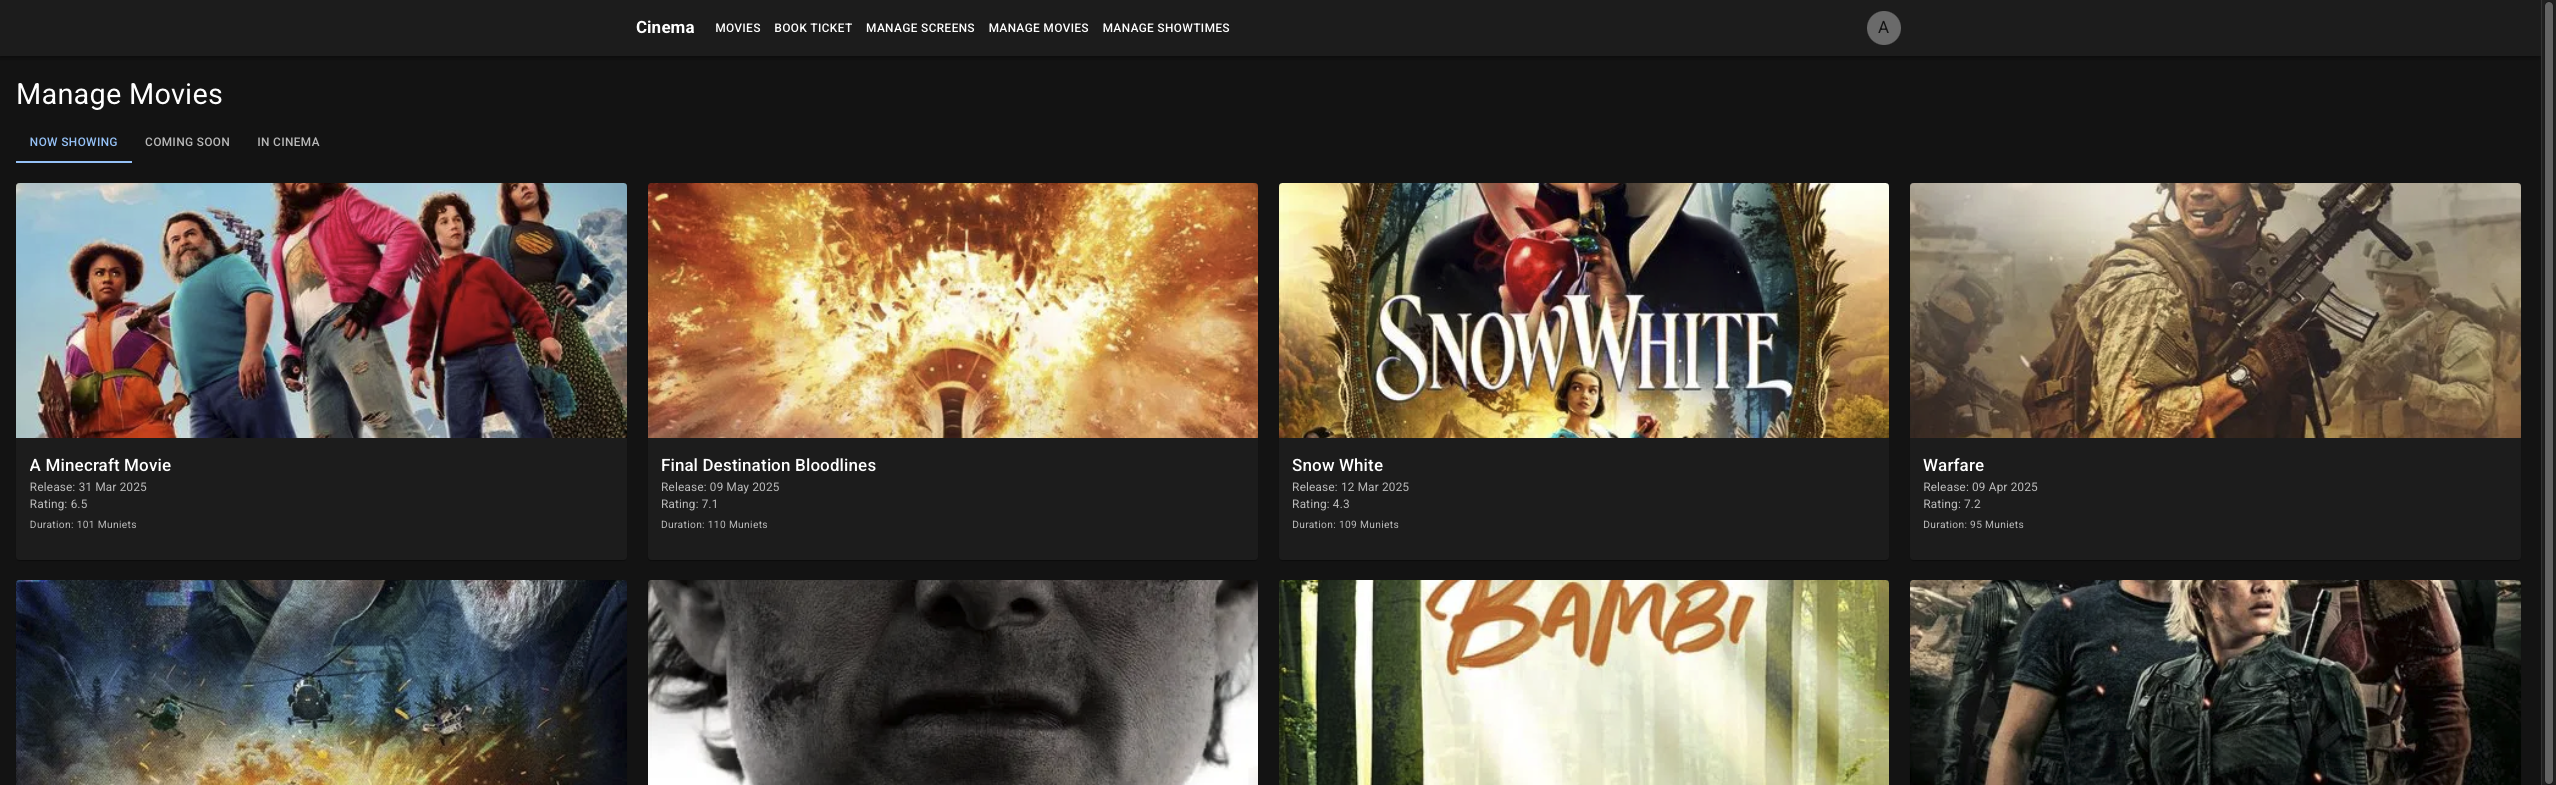 Cinema MOVIES BOOK TICKET MANAGE SCREENS MANAGE MOVIES MANAGE SHOWTIMES A
Manage Movies
NOW SHOWING COMING SOON IN CINEMA
SNOW WHITE
A Minecraft Movie
Release: 31 Mar 2025
Rating: 6.5
Duration: 101 Muniets
Final Destination Bloodlines
Release: 09 May 2025
Rating: 7.1
Duration: 110 Muniets
Snow White
Release: 12 Mar 2025
Rating: 4.3
Duration: 109 Muniets
Warfare
Release: 09 Apr 2025
Rating: 7.2
Duration: 95 Muniets
BAMBI